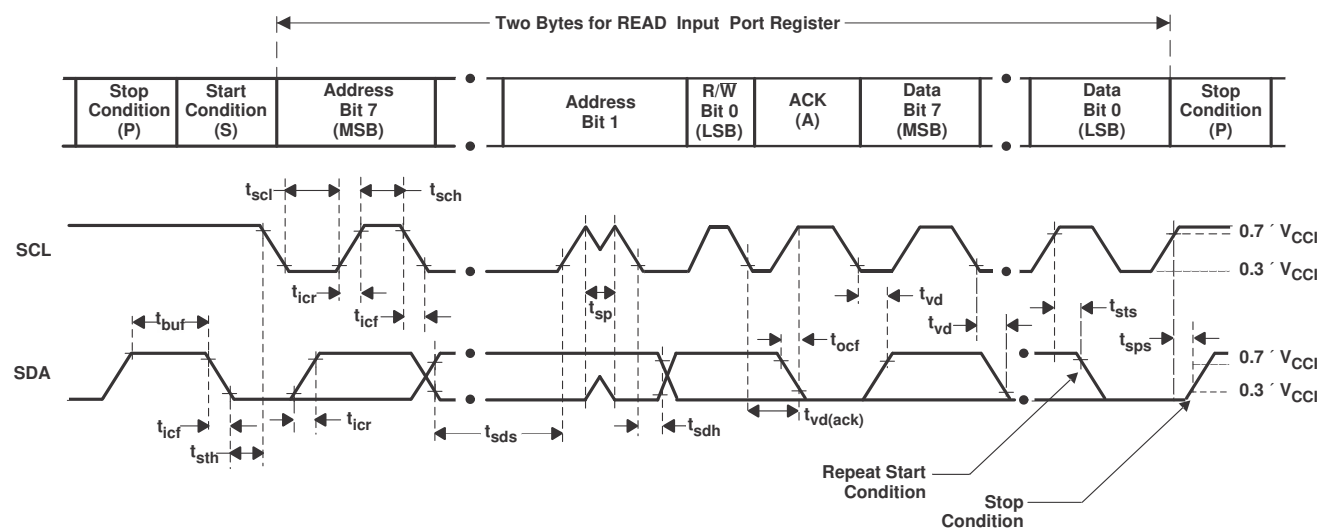 Two Bytes for READ Input Port Register
Stop
Condition
(P)
Start
Condition
(S)
Address
Bit 7
(MSB)
Address
Bit 1
R/W̅
Bit 0
(LSB)
ACK
(A)
Data
Bit 7
(MSB)
Data
Bit 0
(LSB)
Stop
Condition
(P)
tscl
tsch
SCL
0.7 ´ VCCI
0.3 ´ VCCI
ticr
ticf
tsp
tvd
tvd
tsts
tbuf
tocf
tsps
SDA
0.7 ´ VCCI
0.3 ´ VCCI
ticf
ticr
tsth
tsds
tsdh
tvd(ack)
Repeat Start
Condition
Stop
Condition